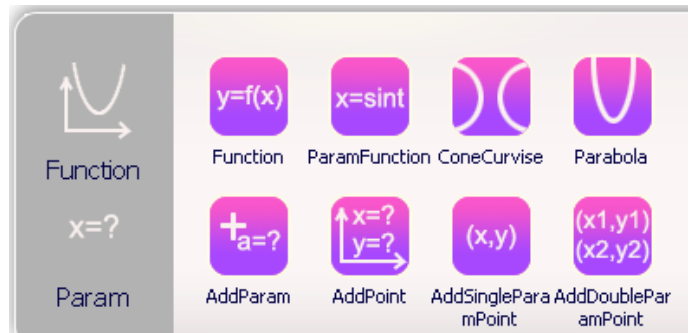 Function
x=?
Param
y=f(x)
x=sint
Function
ParamFunction
ConeCurvise
Parabola
+a=?
x=?
y=?
(x,y)
(x1,y1)
(x2,y2)
AddParam
AddPoint
AddSinglePara
mPoint
AddDoublePar
amPoint